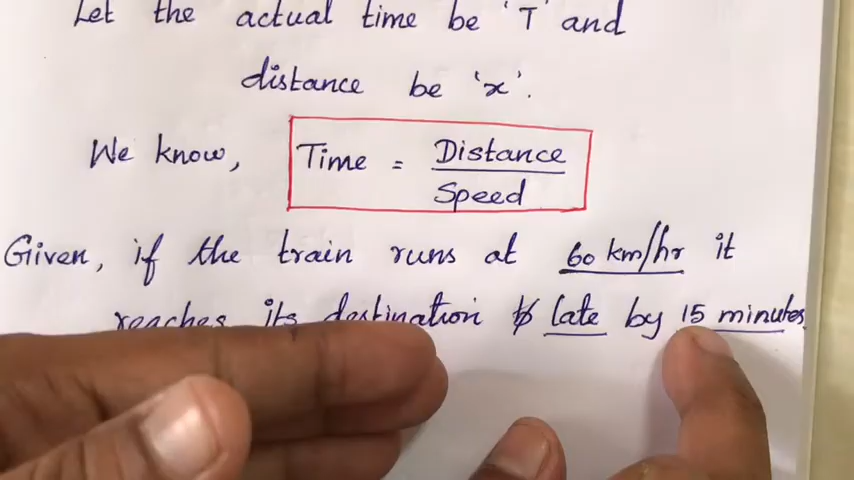 Let the actual time be 'T' and
distance be 'x'.
We know, Time = Distance / Speed
Given, if the train runs at 60 km/hr it
reaches its destination late by 15 minutes